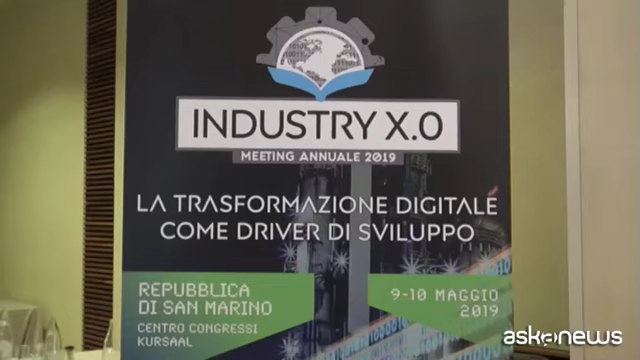 INDUSTRY X.0
MEETING ANNUALE 2019
LA TRASFORMAZIONE DIGITALE
COME DRIVER DI SVILUPPO
REPUBBLICA
DI SAN MARINO
CENTRO CONGRESSI
KURSAAL
9-10 MAGGIO
2019
askanews